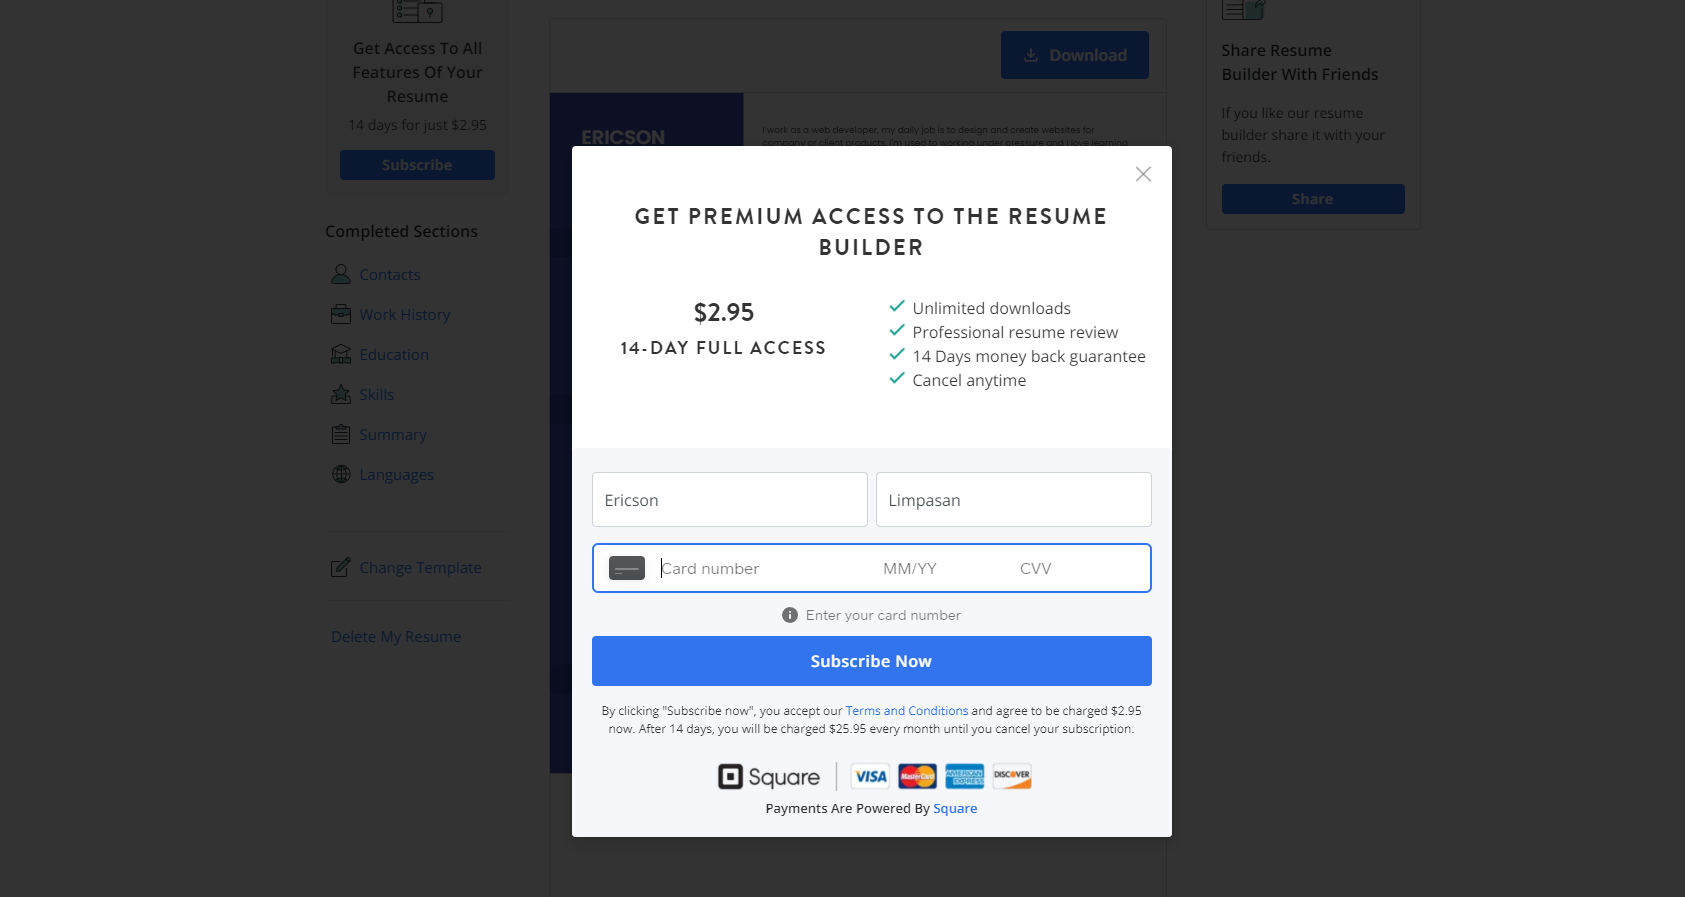 Get Access To All
Features Of Your
Resume
14 days for just $2.95
Subscribe
Completed Sections
Contacts
Work History
Education
Skills
Summary
Languages
Change Template
Delete My Resume
Download
ERICSON
I work as a web developer, my daily job is to design and create websites for
company or client products. I'm used to working under pressure and I love learning
Share Resume
Builder With Friends
If you like our resume
builder share it with your
friends.
Share
GET PREMIUM ACCESS TO THE RESUME
BUILDER
$2.95
14-DAY FULL ACCESS
Unlimited downloads
Professional resume review
14 Days money back guarantee
Cancel anytime
Ericson
Limpasan
Card number MM/YY CVV
Enter your card number
Subscribe Now
By clicking "Subscribe now", you accept our Terms and Conditions and agree to be charged $2.95
now. After 14 days, you will be charged $25.95 every month until you cancel your subscription.
Square VISA MasterCard AMERICAN EXPRESS DISCOVER
Payments Are Powered By Square